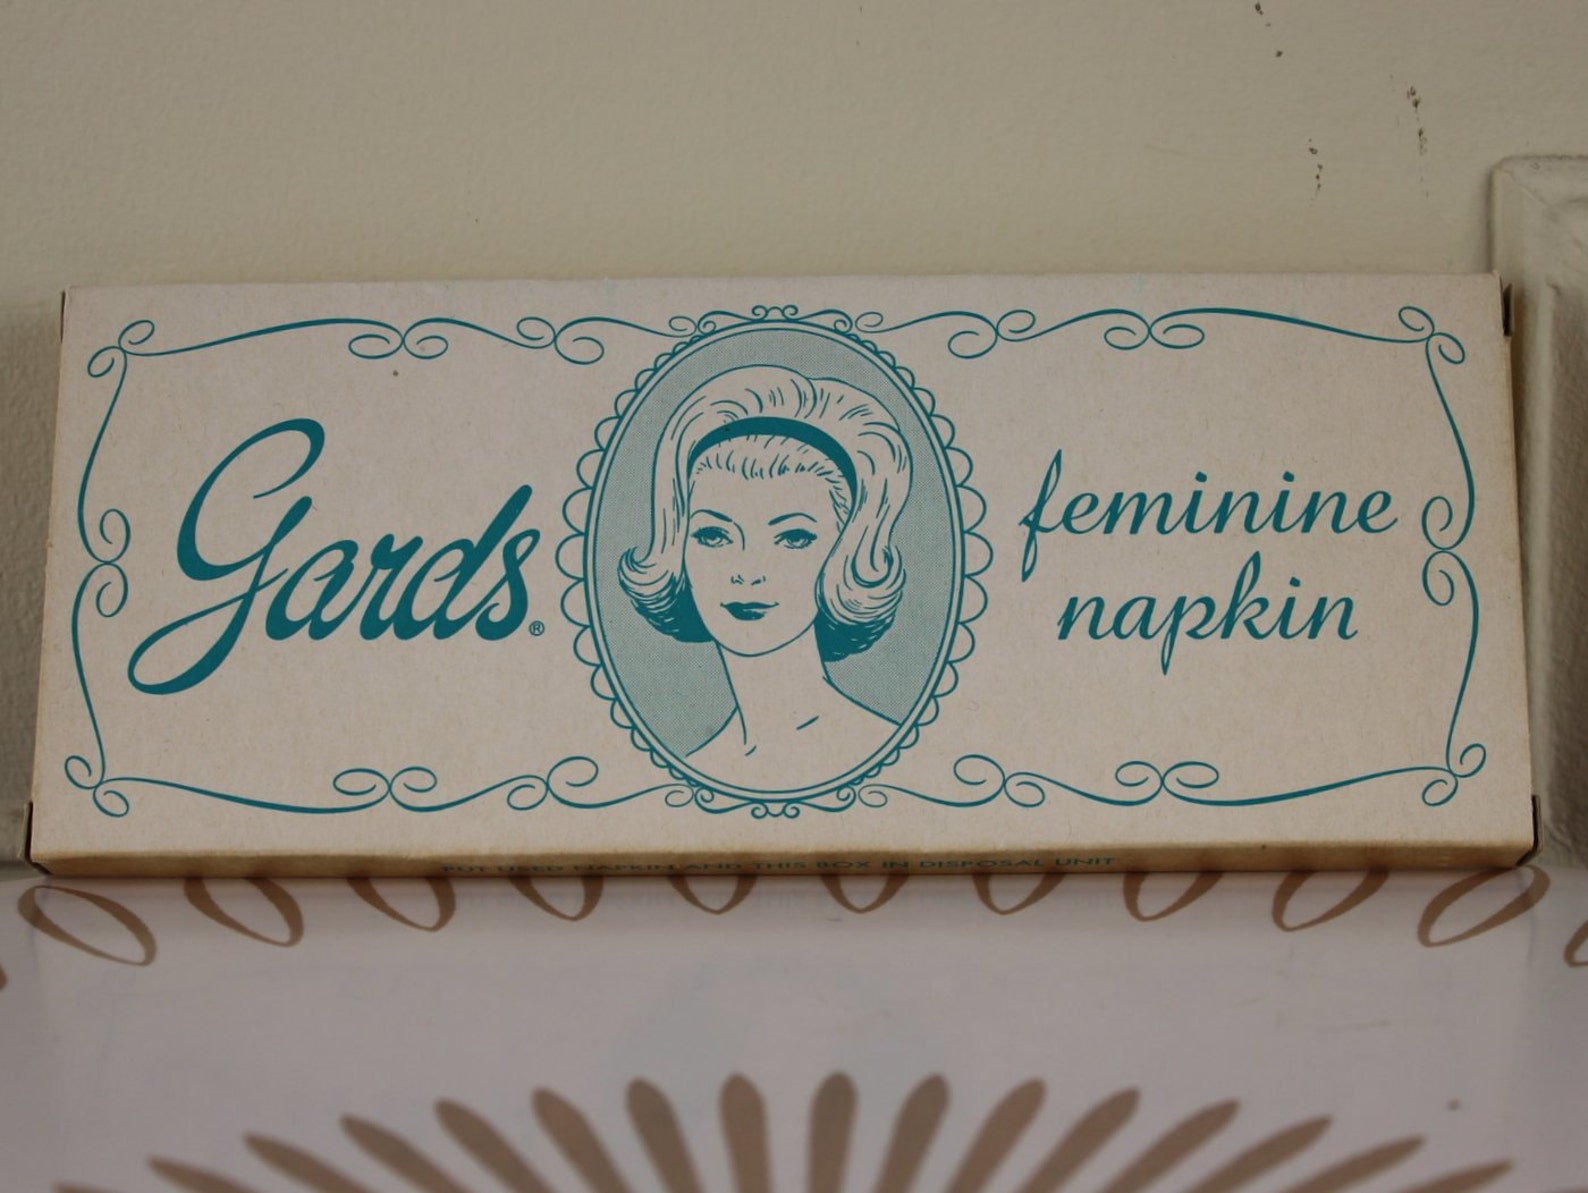 Gards®
feminine
napkin
PUT USED NAPKIN AND THIS BOX IN DISPOSAL UNIT